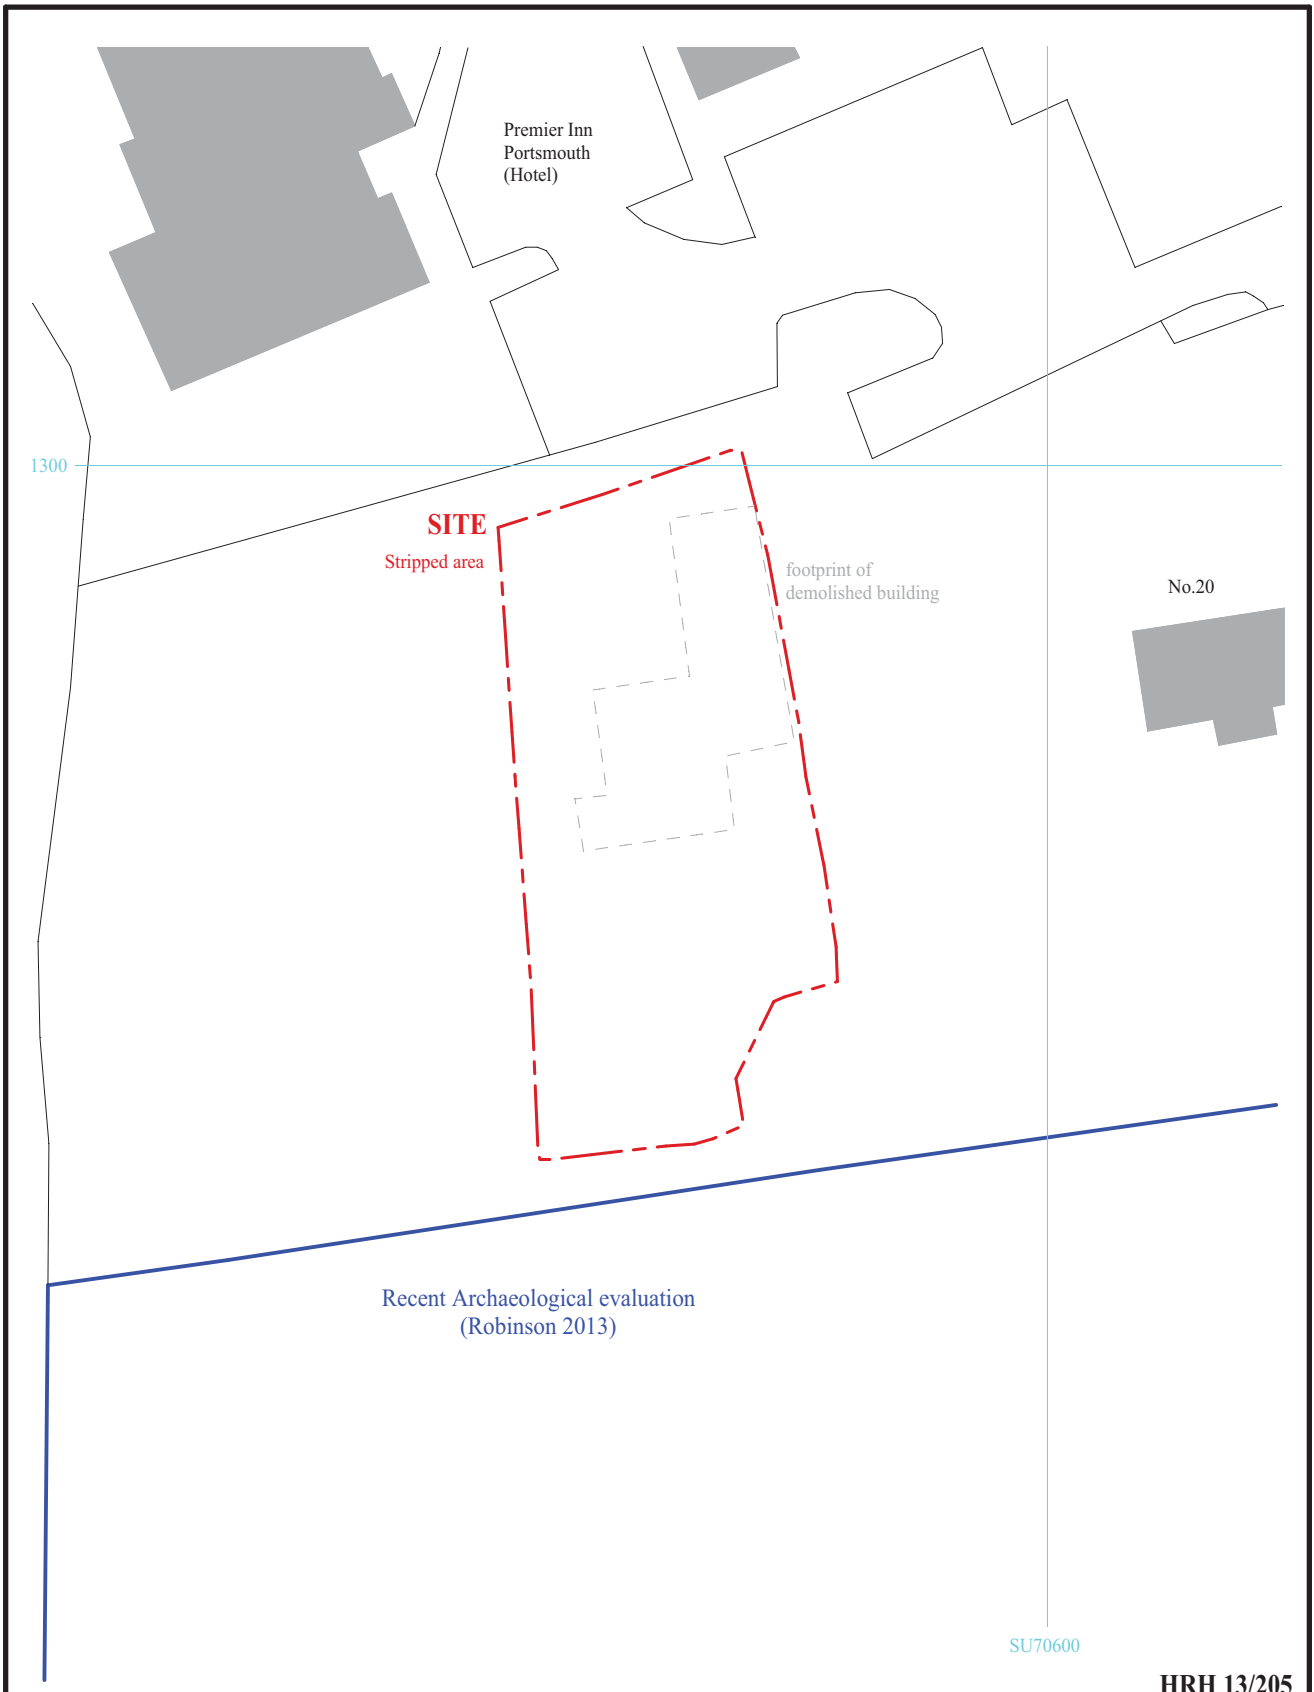 Premier Inn
Portsmouth
(Hotel)
1300
SITE
Stripped area
footprint of
demolished building
No.20
Recent Archaeological evaluation
(Robinson 2013)
SU70600
HRH 13/205